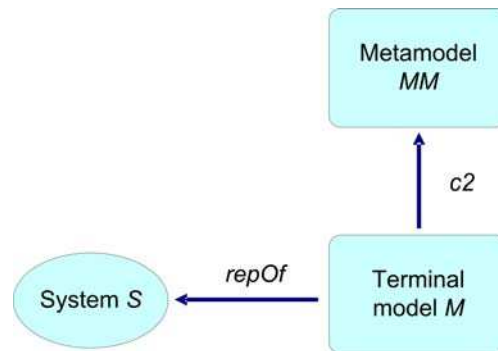 Metamodel
MM
c2
repOf
System S
Terminal
model M